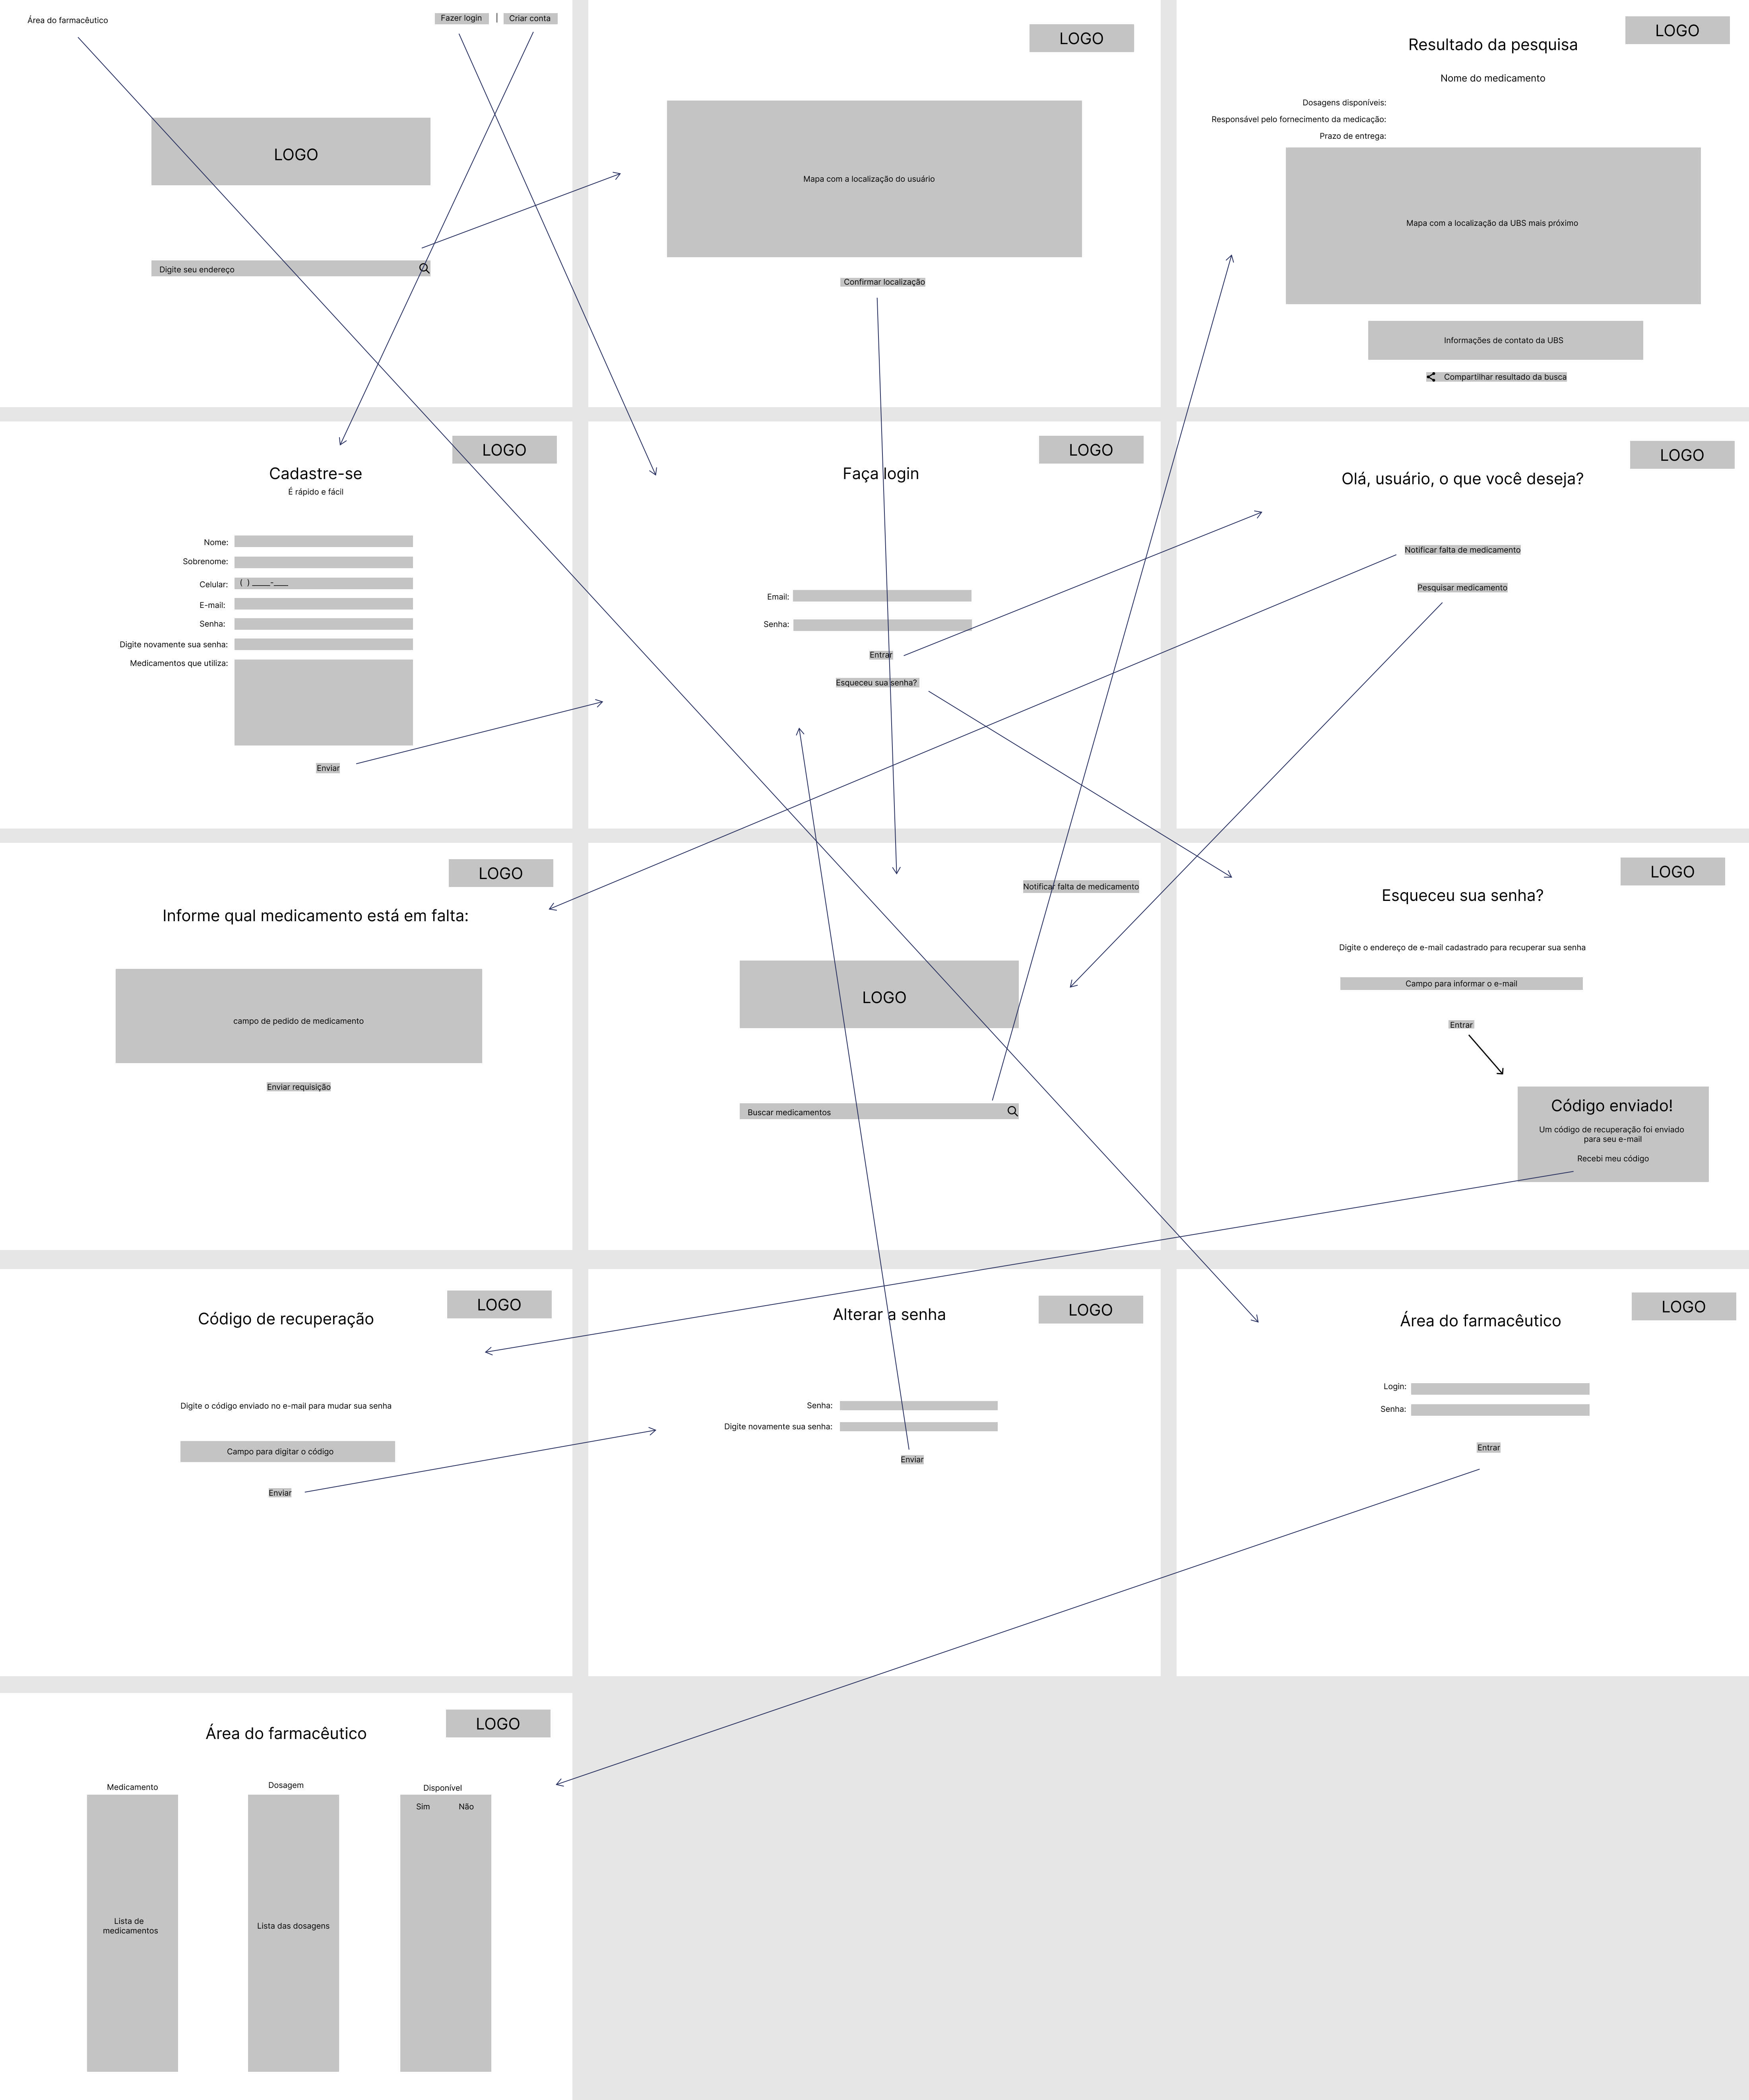 Área do farmacêutico
Fazer login | Criar conta
LOGO
Digite seu endereço
LOGO
Mapa com a localização do usuário
Confirmar localização
LOGO
Resultado da pesquisa
Nome do medicamento
Dosagens disponíveis:
Responsável pelo fornecimento da medicação:
Prazo de entrega:
Mapa com a localização da UBS mais próximo
Informações de contato da UBS
Compartilhar resultado da busca
LOGO
Cadastre-se
É rápido e fácil
Nome:
Sobrenome:
Celular: ( ) _____-____
E-mail:
Senha:
Digite novamente sua senha:
Medicamentos que utiliza:
Enviar
LOGO
Faça login
Email:
Senha:
Entrar
Esqueceu sua senha?
LOGO
Olá, usuário, o que você deseja?
Notificar falta de medicamento
Pesquisar medicamento
LOGO
Informe qual medicamento está em falta:
campo de pedido de medicamento
Enviar requisição
Notificar falta de medicamento
LOGO
Buscar medicamentos
LOGO
Esqueceu sua senha?
Digite o endereço de e-mail cadastrado para recuperar sua senha
Campo para informar o e-mail
Entrar
Código enviado!
Um código de recuperação foi enviado
para seu e-mail
Recebi meu código
LOGO
Código de recuperação
Digite o código enviado no e-mail para mudar sua senha
Campo para digitar o código
Enviar
LOGO
Alterar a senha
Senha:
Digite novamente sua senha:
Enviar
LOGO
Área do farmacêutico
Login:
Senha:
Entrar
LOGO
Área do farmacêutico
Medicamento
Dosagem
Disponível
Sim Não
Lista de
medicamentos
Lista das dosagens